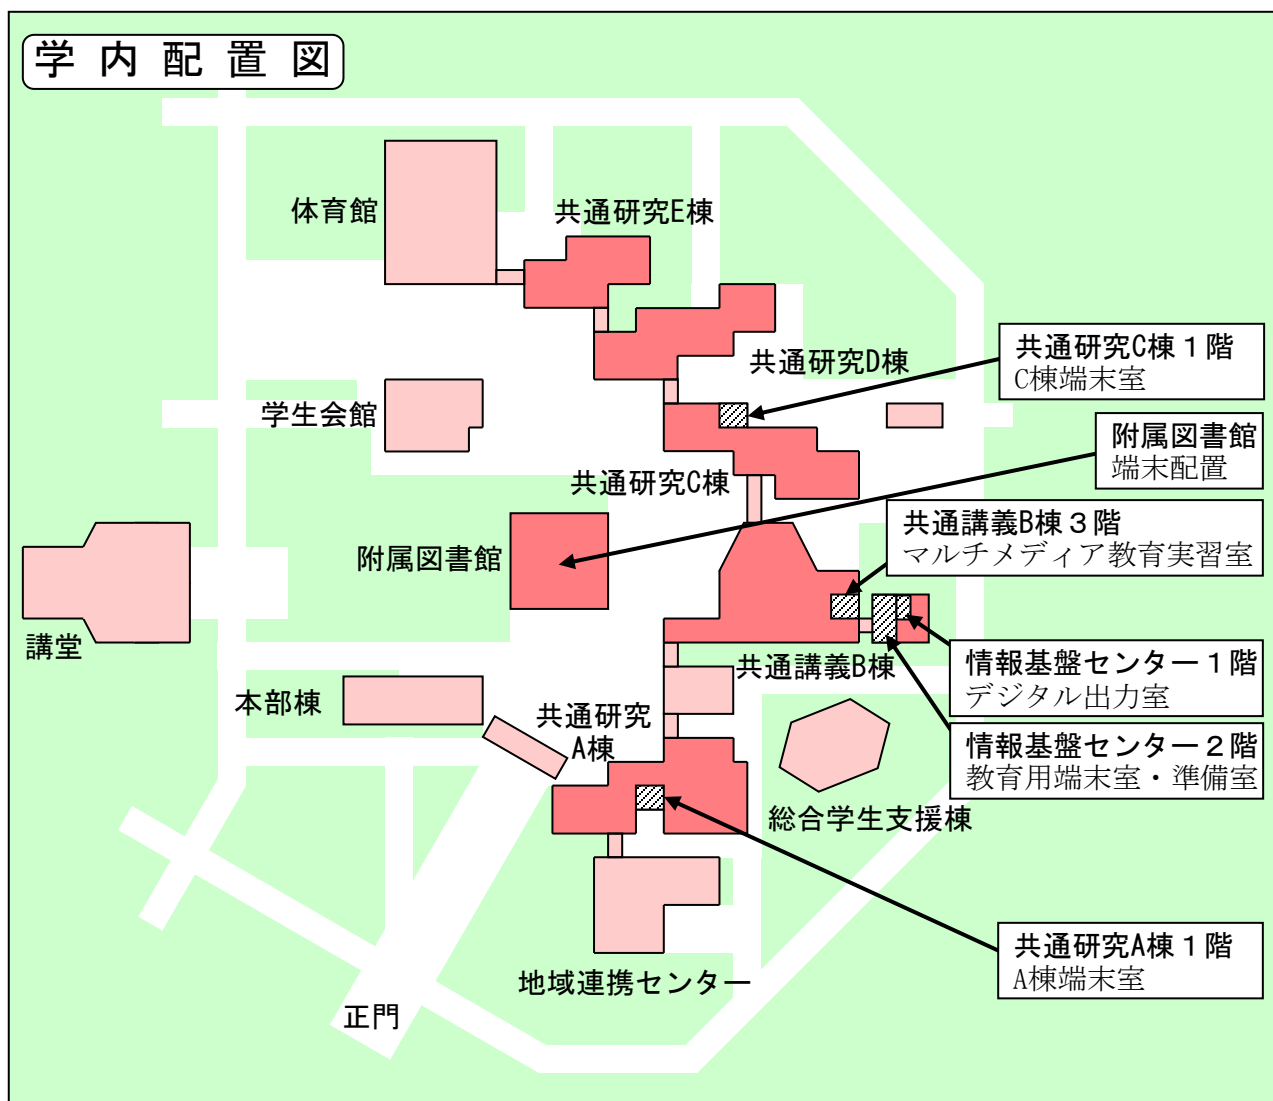 学内配置図
体育館
共通研究E棟
共通研究D棟
共通研究C棟１階
C棟端末室
学生会館
附属図書館
端末配置
共通研究C棟
共通講義B棟３階
マルチメディア教育実習室
附属図書館
講堂
共通講義B棟
情報基盤センター１階
デジタル出力室
本部棟
共通研究
A棟
情報基盤センター２階
教育用端末室・準備室
総合学生支援棟
共通研究A棟１階
A棟端末室
地域連携センター
正門